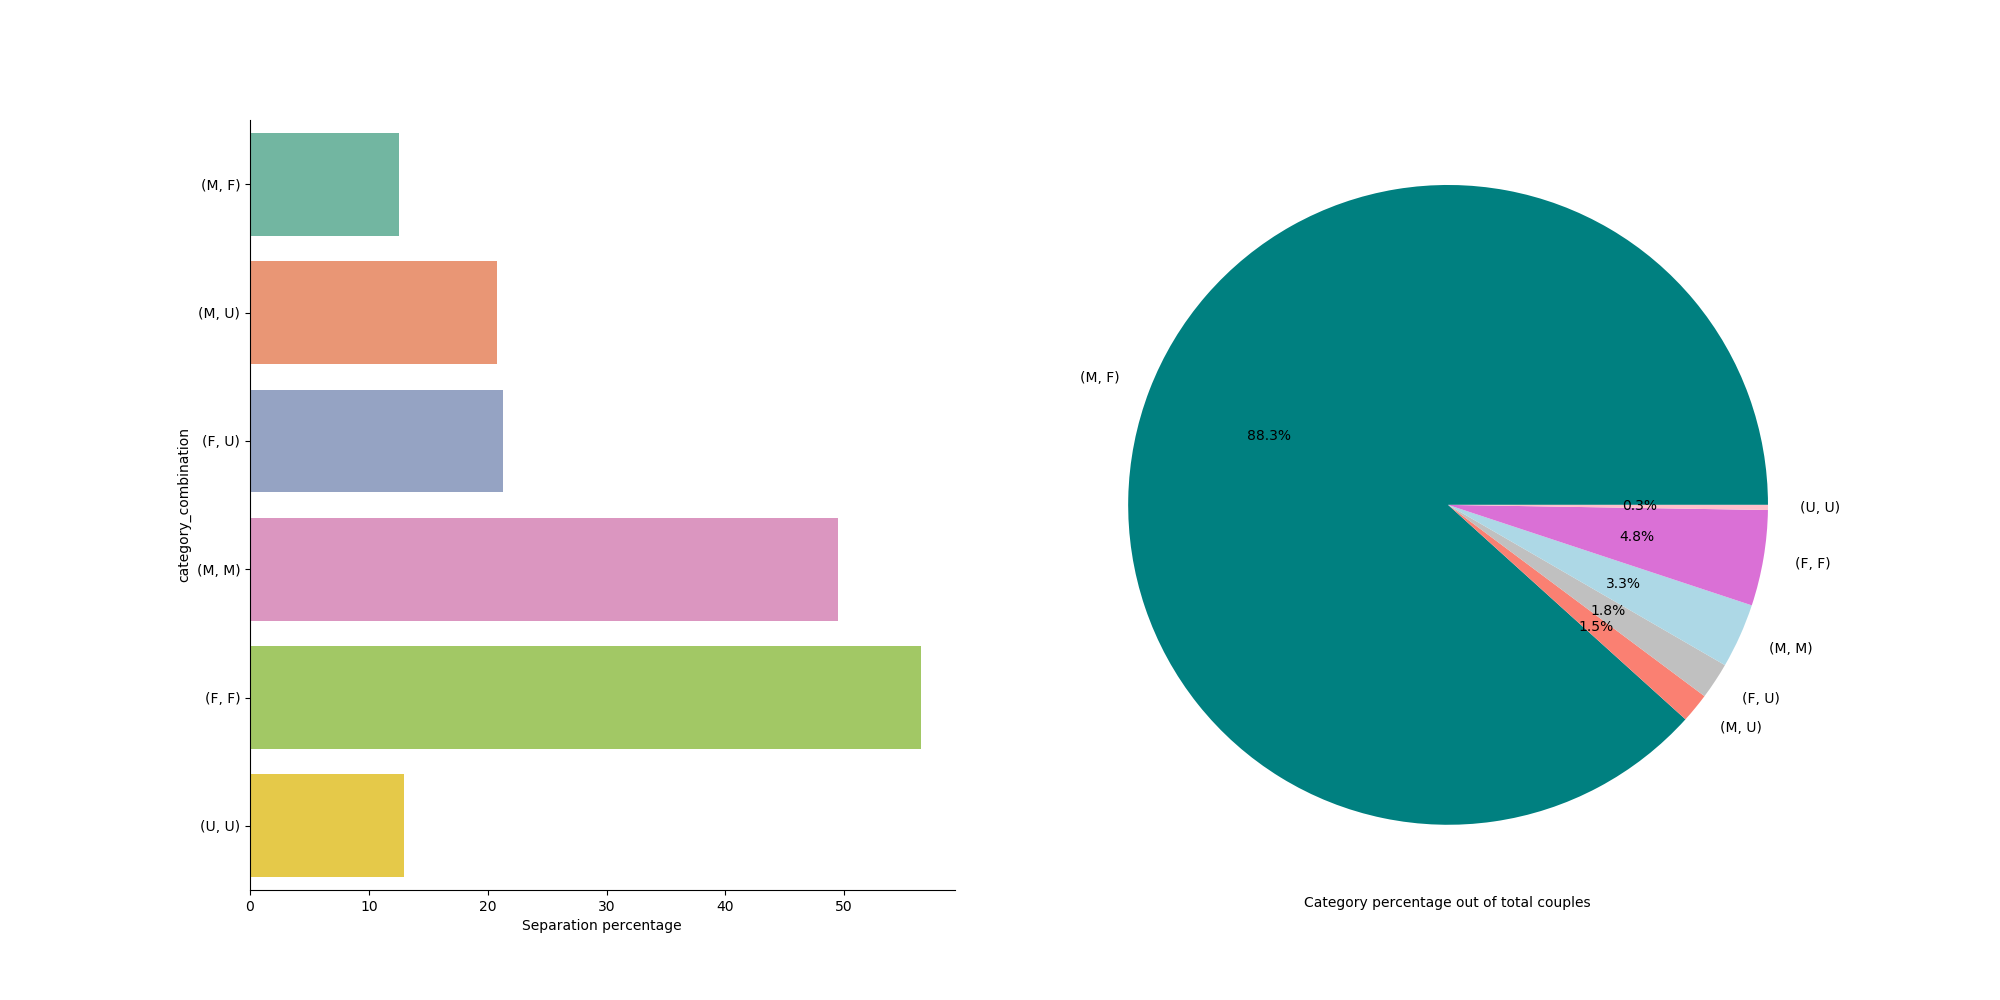 (M, F)
(M, U)
(F, U)
(M, M)
(F, F)
(U, U)
category_combination
0 10 20 30 40 50
Separation percentage
(M, F)
88.3%
0.3%
(U, U)
4.8%
(F, F)
3.3%
(M, M)
1.8%
(F, U)
1.5%
(M, U)
Category percentage out of total couples